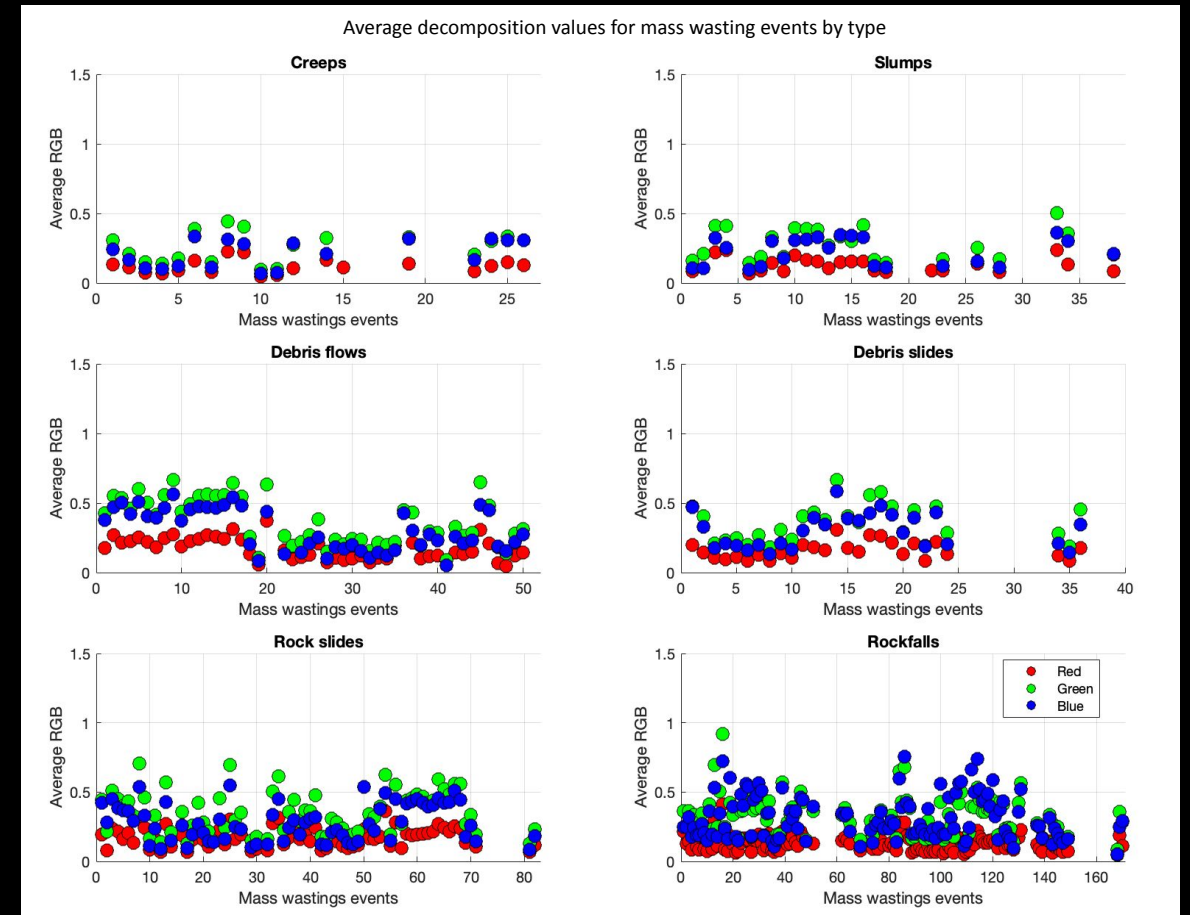 Average decomposition values for mass wasting events by type
Creeps
1.5
1
0.5
0
Average RGB
0 5 10 15 20 25
Mass wastings events
Slumps
1.5
1
0.5
0
Average RGB
0 5 10 15 20 25 30 35
Mass wastings events
Debris flows
1.5
1
0.5
0
Average RGB
0 10 20 30 40 50
Mass wastings events
Debris slides
1.5
1
0.5
0
Average RGB
0 5 10 15 20 25 30 35 40
Mass wastings events
Rock slides
1.5
1
0.5
0
Average RGB
0 10 20 30 40 50 60 70 80
Mass wastings events
Rockfalls
1.5
1
0.5
0
Average RGB
0 20 40 60 80 100 120 140 160
Mass wastings events
Red
Green
Blue